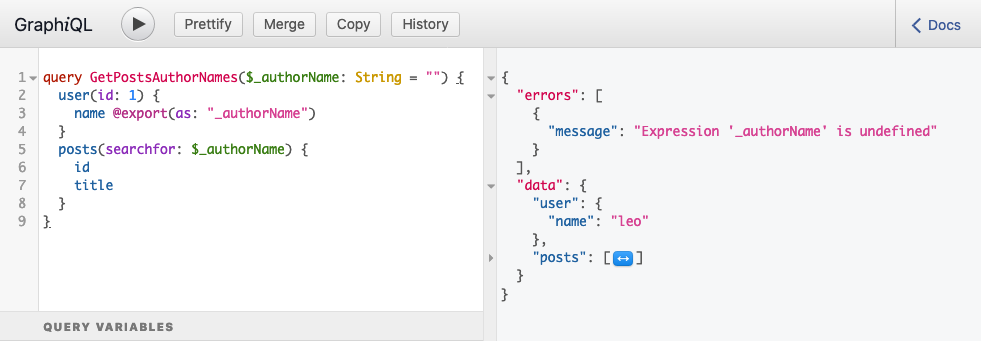 GraphiQL Prettify Merge Copy History Docs
1 query GetPostsAuthorNames($_authorName: String = "") {
2 user(id: 1) {
3 name @export(as: "_authorName")
4 }
5 posts(searchfor: $_authorName) {
6 id
7 title
8 }
9 }
QUERY VARIABLES
{
"errors": [
{
"message": "Expression '_authorName' is undefined"
}
],
"data": {
"user": {
"name": "leo"
},
"posts": [↔]
}
}